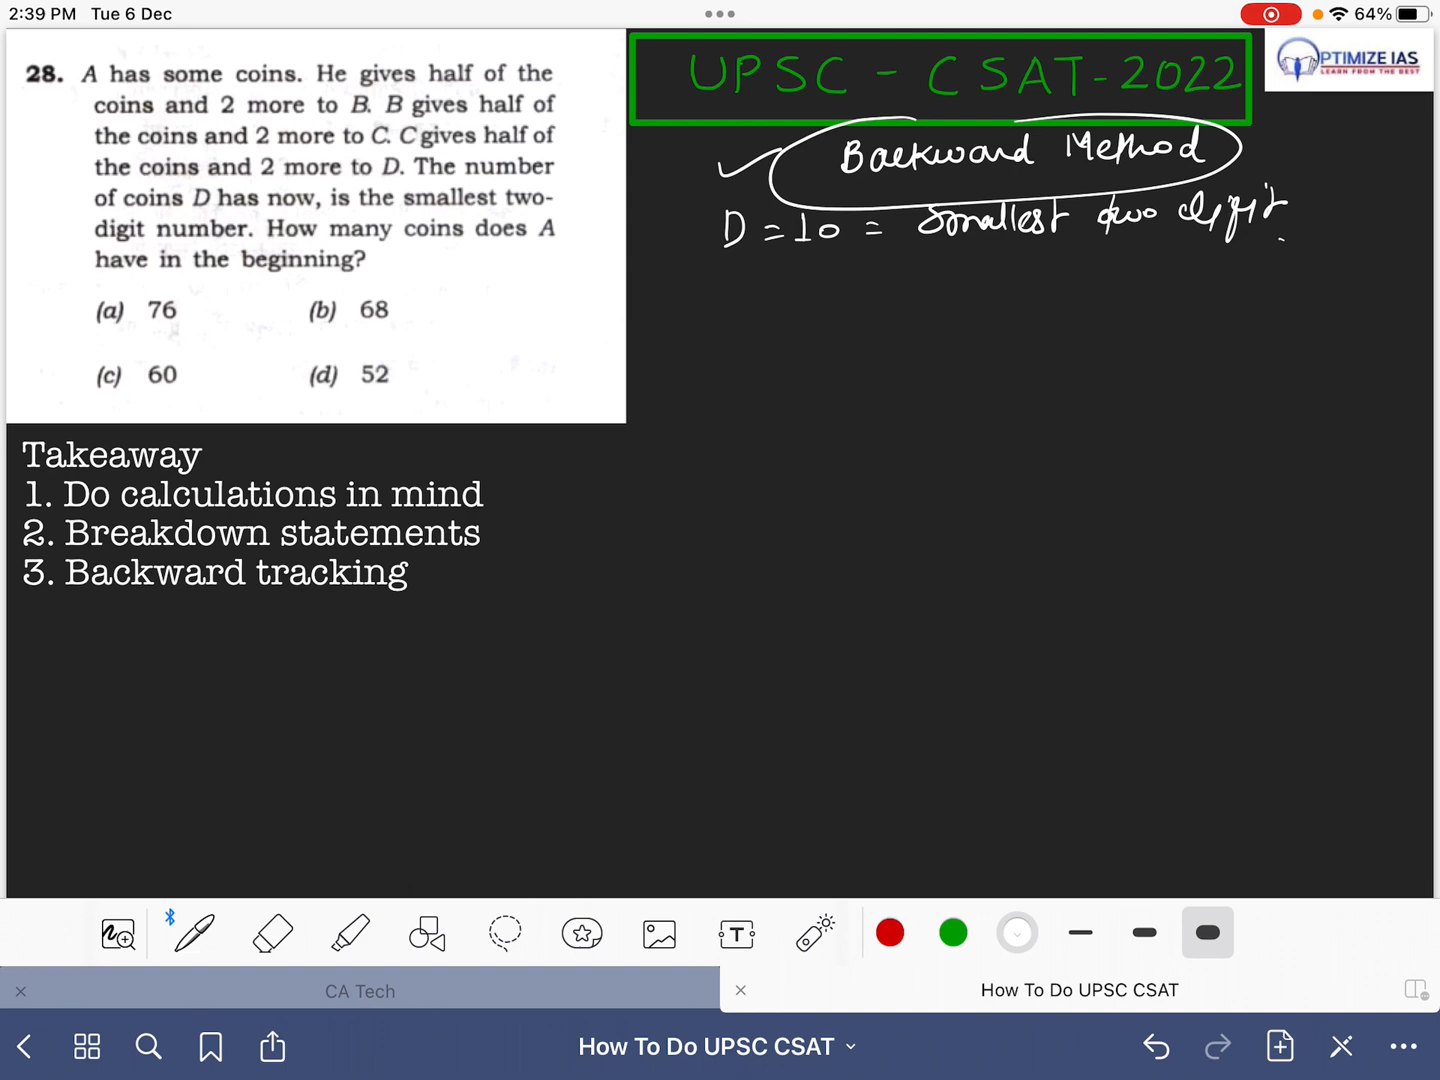 2:39 PM Tue 6 Dec
64%
28. A has some coins. He gives half of the
coins and 2 more to B. B gives half of
the coins and 2 more to C. C gives half of
the coins and 2 more to D. The number
of coins D has now, is the smallest two-
digit number. How many coins does A
have in the beginning?
(a) 76 (b) 68
(c) 60 (d) 52
UPSC - CSAT-2022
PTIMIZE IAS
LEARN FROM THE BEST
Backward Method
D = 10 = Smallest two digit.
Takeaway
1. Do calculations in mind
2. Breakdown statements
3. Backward tracking
T
CA Tech
How To Do UPSC CSAT
How To Do UPSC CSAT